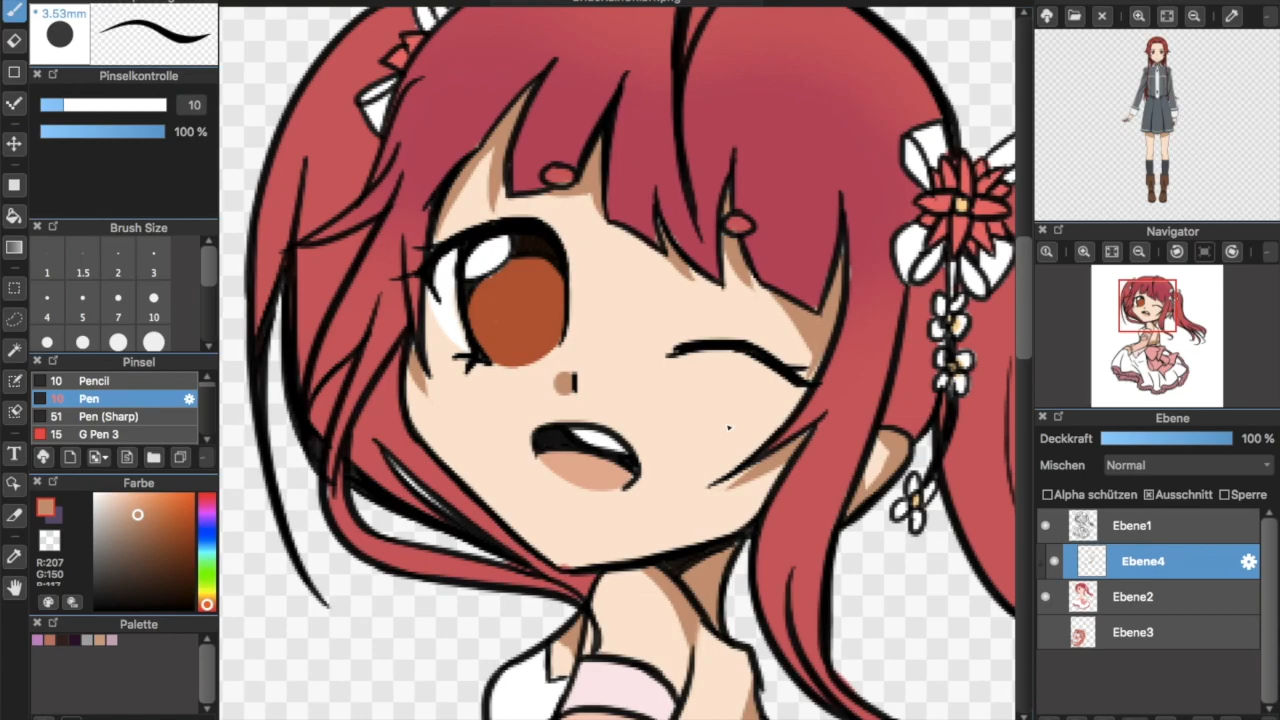 * 3.53mm
Pinselkontrolle
10
100 %
Brush Size
1 1.5 2 3
4 5 7 10
Pinsel
10 Pencil
10 Pen
51 Pen (Sharp)
15 G Pen 3
Farbe
R:207
G:150
Palette
Navigator
Ebene
Deckkraft 100 %
Mischen Normal
Alpha schützen Ausschnitt Sperre
Ebene1
Ebene4
Ebene2
Ebene3